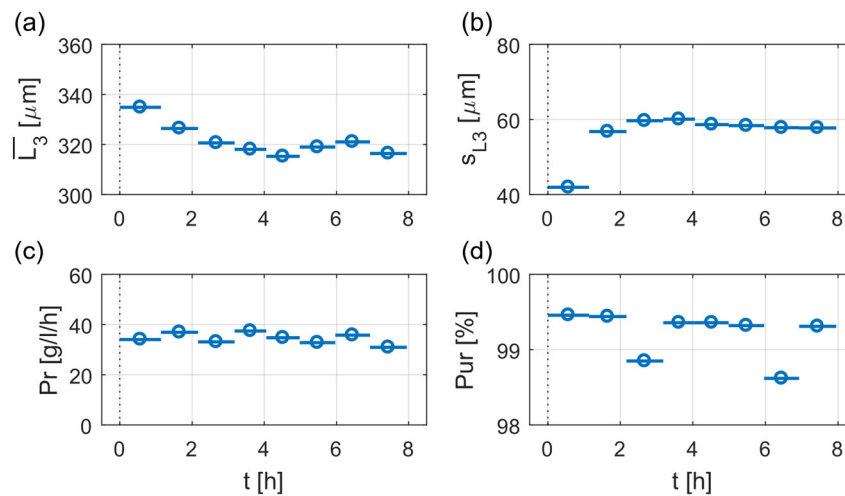 (a)
360
340
320
300
L̅₃ [μm]
0 2 4 6 8
(b)
80
60
40
s_L3 [μm]
0 2 4 6 8
(c)
60
40
20
0
Pr [g/l/h]
0 2 4 6 8
t [h]
(d)
100
99
98
Pur [%]
0 2 4 6 8
t [h]